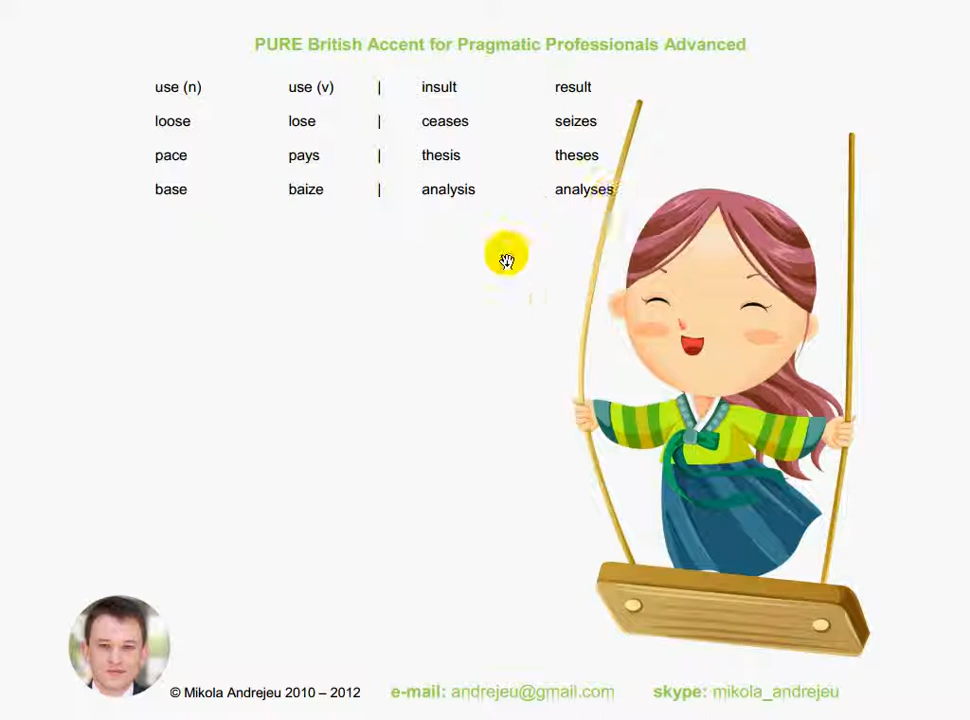 PURE British Accent for Pragmatic Professionals Advanced
use (n) use (v) | insult result
loose lose | ceases seizes
pace pays | thesis theses
base baize | analysis analyses
© Mikola Andrejeu 2010 – 2012 e-mail: andrejeu@gmail.com skype: mikola_andrejeu